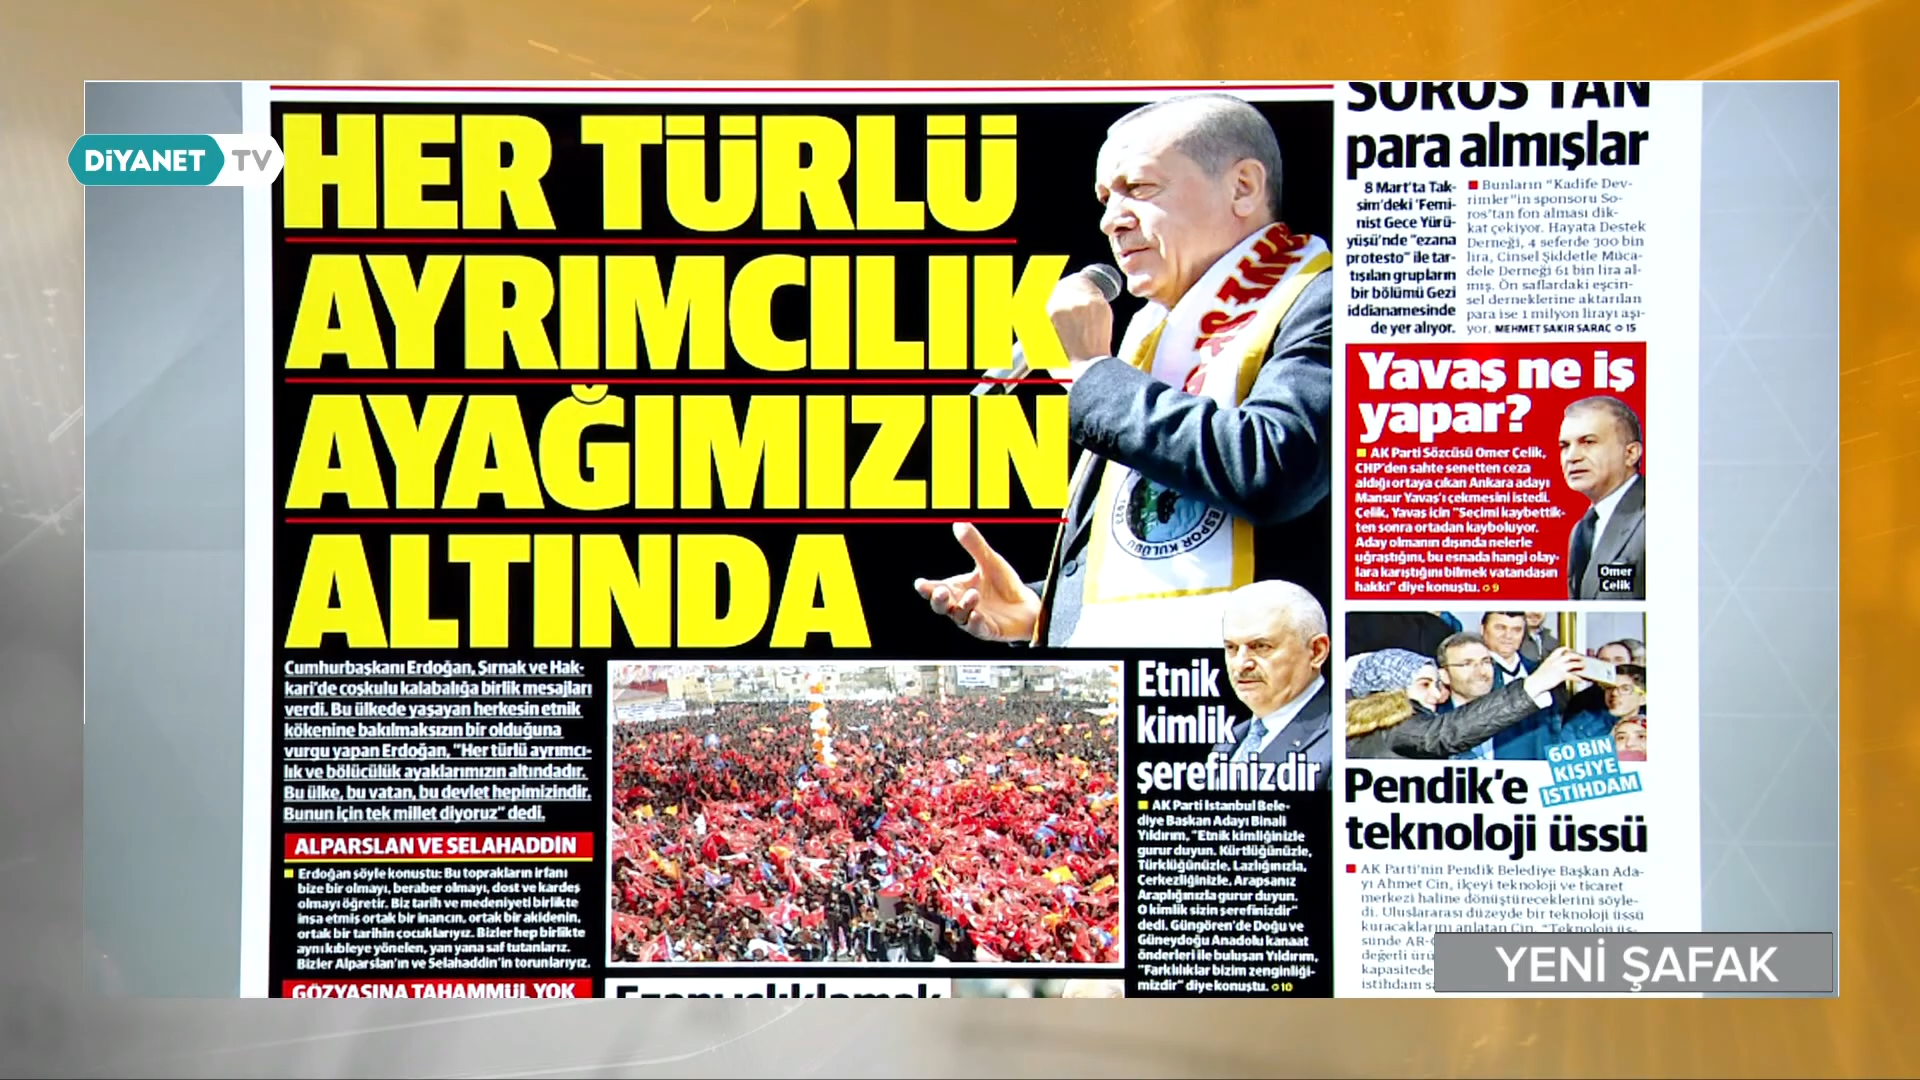 DİYANET TV
HER TÜRLÜ
AYRIMCILIK
AYAĞIMIZIN
ALTINDA
Cumhurbaşkanı Erdoğan, Şırnak ve Hak-
kari'de coşkulu kalabalığa birlik mesajları
verdi. Bu ülkede yaşayan herkesin etnik
kökenine bakılmaksızın bir olduğuna
vurgu yapan Erdoğan, "Her türlü ayrımcı-
lık ve bölücülük ayaklarımızın altındadır.
Bu ülke, bu vatan, bu devlet hepimizindir.
Bunun için tek millet diyoruz" dedi.
ALPARSLAN VE SELAHADDİN
Erdoğan şöyle konuştu: Bu toprakların irfanı
bize bir olmayı, beraber olmayı, dost ve kardeş
olmayı öğretir. Biz tarih ve medeniyeti birlikte
inşa etmiş ortak bir inancın, ortak bir akidenin,
ortak bir tarihin çocuklarıyız. Bizler hep birlikte
aynı kıbleye yönelen, yan yana saf tutanlarız.
Bizler Alparslan'ın ve Selahaddin'in torunlarıyız.
GÖZYAŞINA TAHAMMÜL YOK
1023
ESPOR KULÜBÜ
Etnik
kimlik
şerefinizdir
AK Parti İstanbul Bele-
diye Başkan Adayı Binali
Yıldırım, "Etnik kimliğinizle
gurur duyun. Kürtlüğünüzle,
Türklüğünüzle, Lazlığınızla,
Çerkezliğinizle, Arapsanız
Araplığınızla gurur duyun.
O kimlik sizin şerefinizdir"
dedi. Güngören'de Doğu ve
Güneydoğu Anadolu kanaat
önderleri ile buluşan Yıldırım,
"Farklılıklar bizim zenginliği-
mizdir" diye konuştu. 10
Ezanı ıslıklamak
SOROS'TAN
para almışlar
8 Mart'ta Tak-
sim'deki 'Femi-
nist Gece Yürü-
yüşü'nde "ezana
protesto" ile tar-
tışılan grupların
bir bölümü Gezi
iddianamesinde
de yer alıyor.
Bunların "Kadife Dev-
rimler"in sponsoru So-
ros'tan fon alması dik-
kat çekiyor. Hayata Destek
Derneği, 4 seferde 300 bin
lira, Cinsel Şiddetle Müca-
dele Derneği 61 bin lira al-
mış. Ön saflardaki eşcin-
sel derneklerine aktarılan
para ise 1 milyon lirayı aşı-
yor. MEHMET ŞAKİR SARAÇ 15
Yavaş ne iş
yapar?
AK Parti Sözcüsü Ömer Çelik,
CHP'den sahte senetten ceza
aldığı ortaya çıkan Ankara adayı
Mansur Yavaş'ı çekmesini istedi.
Çelik, Yavaş için "Seçimi kaybettik-
ten sonra ortadan kayboluyor.
Aday olmanın dışında nelerle
uğraştığını, bu esnada hangi olay-
lara karıştığını bilmek vatandaşın
hakkı" diye konuştu. 9
Ömer
Çelik
60 BİN
KİŞİYE
İSTİHDAM
Pendik'e
teknoloji üssü
AK Parti'nin Pendik Belediye Başkan Ada-
yı Ahmet Cin, ilçeyi teknoloji ve ticaret
merkezi haline dönüştüreceklerini söyle-
di. Uluslararası düzeyde bir teknoloji üssü
kuracaklarını anlatan Cin, "Teknoloji üs-
sünde AR-
değerli ürü
kapasitede
istihdam s
YENİ ŞAFAK